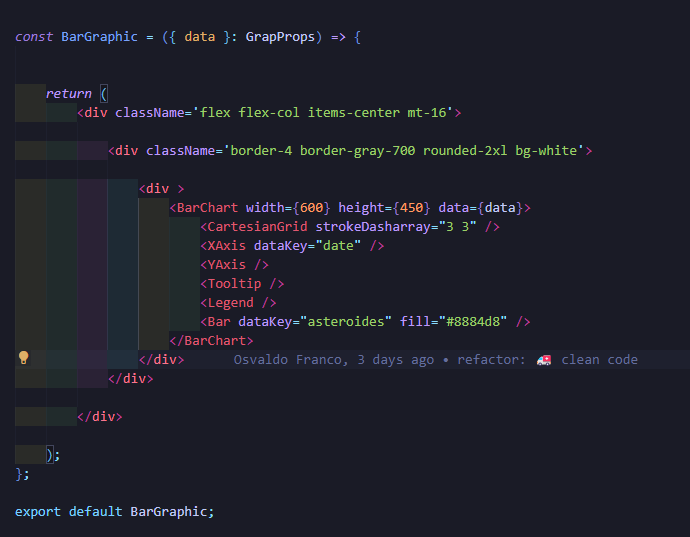 const BarGraphic = ({ data }: GrapProps) => {
return (
<div className='flex flex-col items-center mt-16'>
<div className='border-4 border-gray-700 rounded-2xl bg-white'>
<div >
<BarChart width={600} height={450} data={data}>
<CartesianGrid strokeDasharray="3 3" />
<XAxis dataKey="date" />
<YAxis />
<Tooltip />
<Legend />
<Bar dataKey="asteroides" fill="#8884d8" />
</BarChart>
</div> Osvaldo Franco, 3 days ago • refactor: 🚑 clean code
</div>
</div>
);
};
export default BarGraphic;